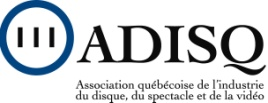 ADISQ
Association québécoise de l'industrie
du disque, du spectacle et de la vidéo